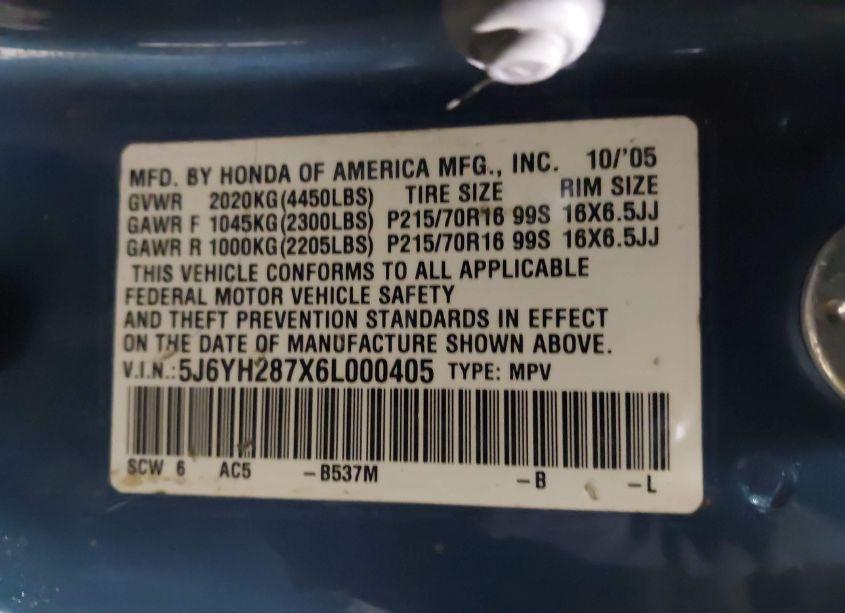 MFD. BY HONDA OF AMERICA MFG., INC. 10/'05
GVWR 2020KG(4450LBS) TIRE SIZE RIM SIZE
GAWR F 1045KG(2300LBS) P215/70R16 99S 16X6.5JJ
GAWR R 1000KG(2205LBS) P215/70R16 99S 16X6.5JJ
THIS VEHICLE CONFORMS TO ALL APPLICABLE
FEDERAL MOTOR VEHICLE SAFETY
AND THEFT PREVENTION STANDARDS IN EFFECT
ON THE DATE OF MANUFACTURE SHOWN ABOVE.
V.I.N.:5J6YH287X6L000405 TYPE: MPV
SCW 6 AC5 -B537M -B -L